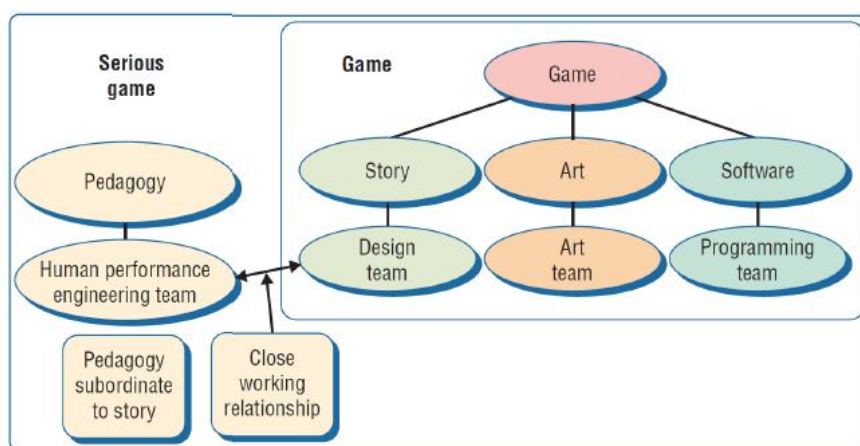 Serious
game
Game
Game
Pedagogy
Story
Art
Software
Human performance
engineering team
Design
team
Art
team
Programming
team
Pedagogy
subordinate
to story
Close
working
relationship